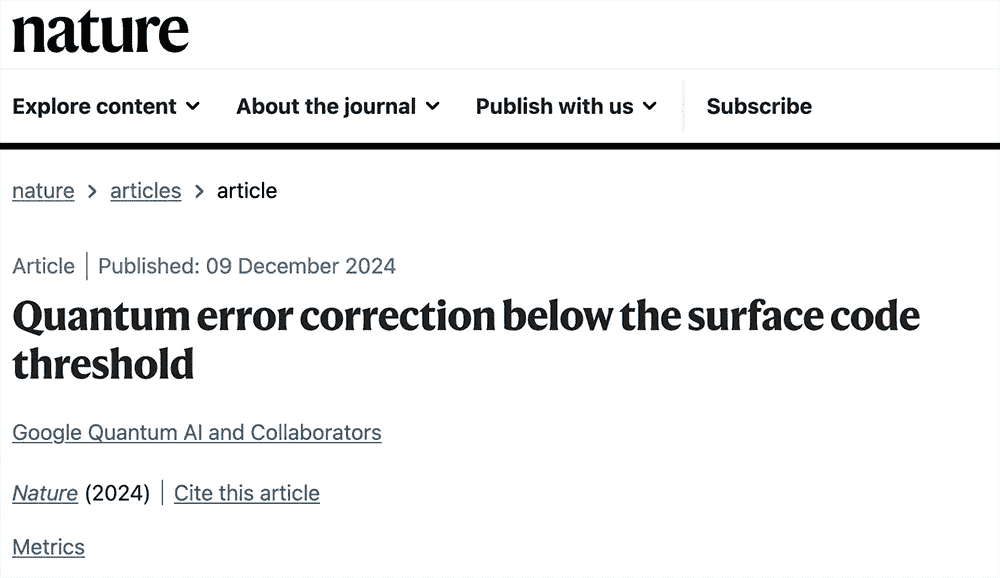 nature
Explore content About the journal Publish with us Subscribe
nature > articles > article
Article | Published: 09 December 2024
Quantum error correction below the surface code
threshold
Google Quantum AI and Collaborators
Nature (2024) | Cite this article
Metrics